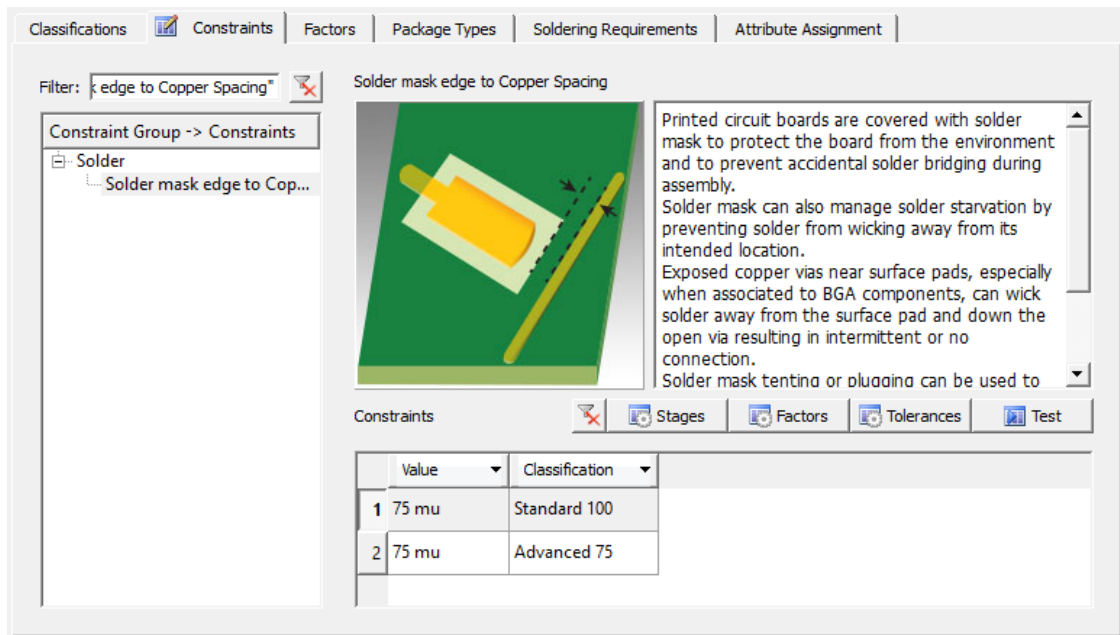 Classifications Constraints Factors Package Types Soldering Requirements Attribute Assignment
Filter: edge to Copper Spacing"
Constraint Group -> Constraints
Solder
Solder mask edge to Cop...
Solder mask edge to Copper Spacing
Printed circuit boards are covered with solder
mask to protect the board from the environment
and to prevent accidental solder bridging during
assembly.
Solder mask can also manage solder starvation by
preventing solder from wicking away from its
intended location.
Exposed copper vias near surface pads, especially
when associated to BGA components, can wick
solder away from the surface pad and down the
open via resulting in intermittent or no
connection.
Solder mask tenting or plugging can be used to
Constraints Stages Factors Tolerances Test
Value Classification
1 75 mu Standard 100
2 75 mu Advanced 75